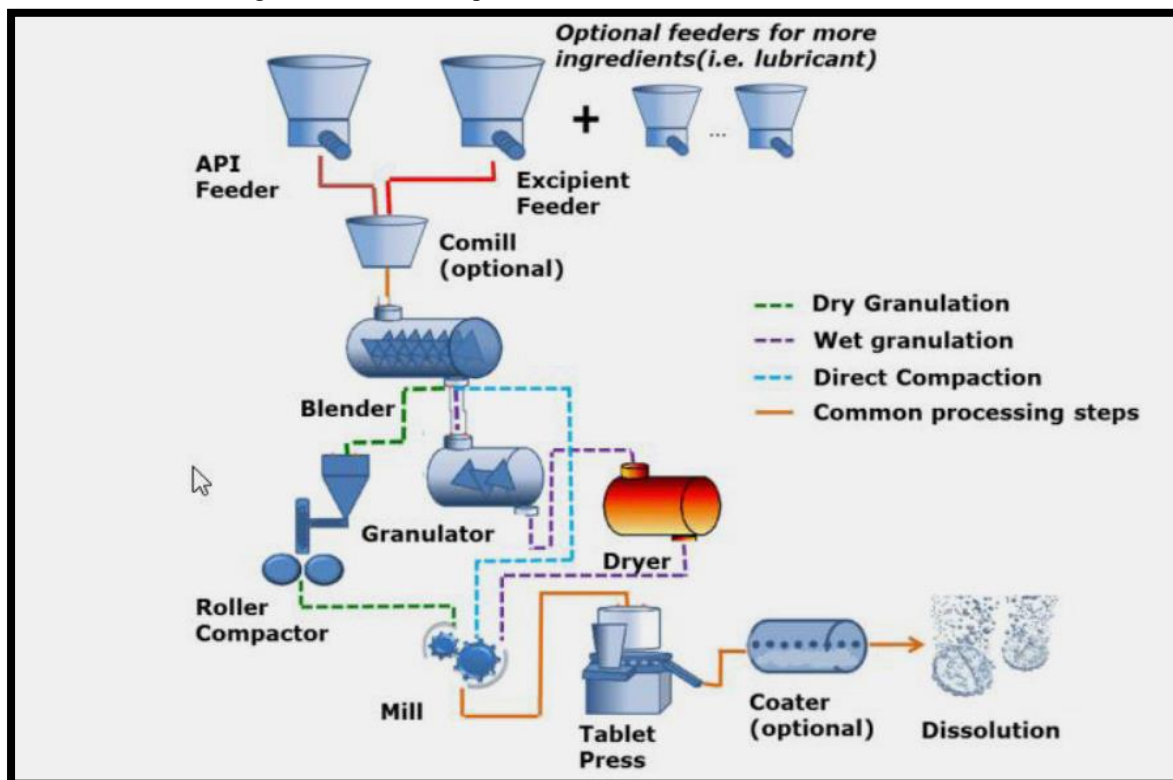 Optional feeders for more
ingredients(i.e. lubricant)
+
...
API
Feeder
Excipient
Feeder
Comill
(optional)
Dry Granulation
Wet granulation
Direct Compaction
Common processing steps
Blender
Granulator
Dryer
Roller
Compactor
Mill
Tablet
Press
Coater
(optional)
Dissolution